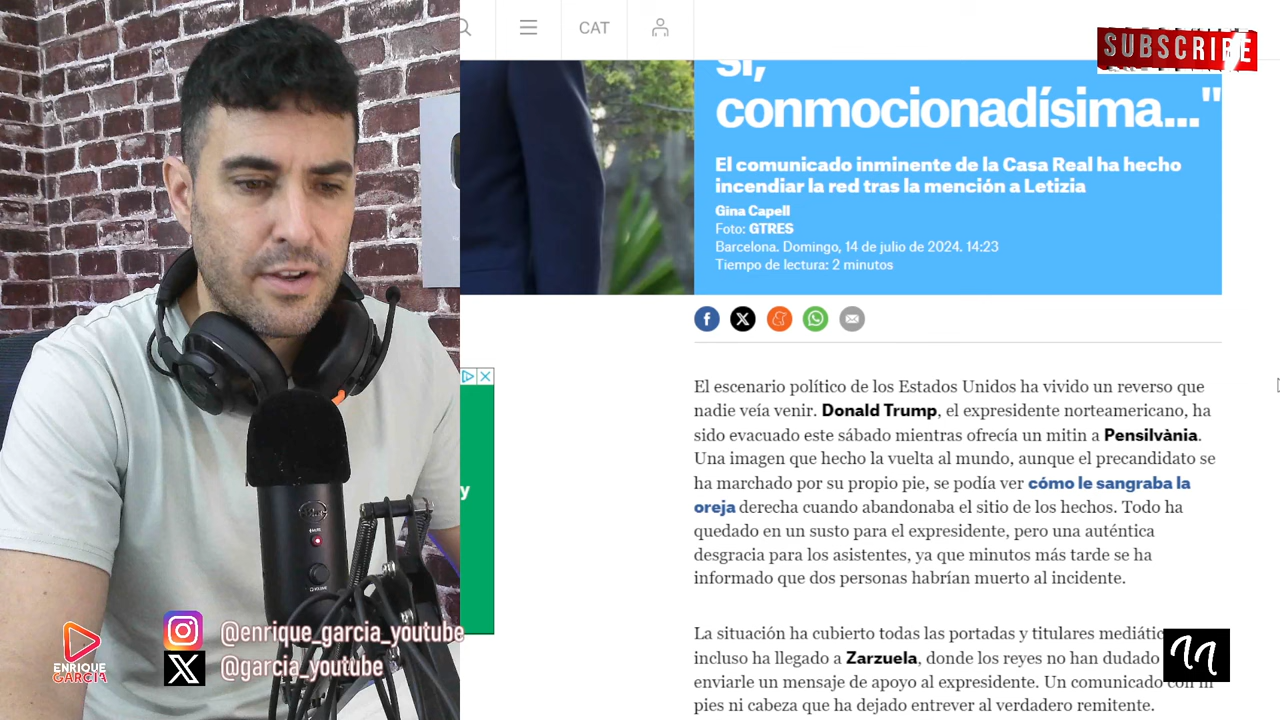 CAT
SUBSCRIBE
Sí,
conmocionadísima..."
El comunicado inminente de la Casa Real ha hecho
incendiar la red tras la mención a Letizia
Gina Capell
Foto: GTRES
Barcelona. Domingo, 14 de julio de 2024. 14:23
Tiempo de lectura: 2 minutos
El escenario político de los Estados Unidos ha vivido un reverso que
nadie veía venir. Donald Trump, el expresidente norteamericano, ha
sido evacuado este sábado mientras ofrecía un mitin a Pensilvània.
Una imagen que hecho la vuelta al mundo, aunque el precandidato se
ha marchado por su propio pie, se podía ver cómo le sangraba la
oreja derecha cuando abandonaba el sitio de los hechos. Todo ha
quedado en un susto para el expresidente, pero una auténtica
desgracia para los asistentes, ya que minutos más tarde se ha
informado que dos personas habrían muerto al incidente.
La situación ha cubierto todas las portadas y titulares
incluso ha llegado a Zarzuela, donde los reyes no han dudado
enviarle un mensaje de apoyo al expresidente. Un comunicado con ni
pies ni cabeza que ha dejado entrever al verdadero remitente.
y
@enrique_garcia_youtube
@garcia_youtube
ENRIQUE
GARCIA